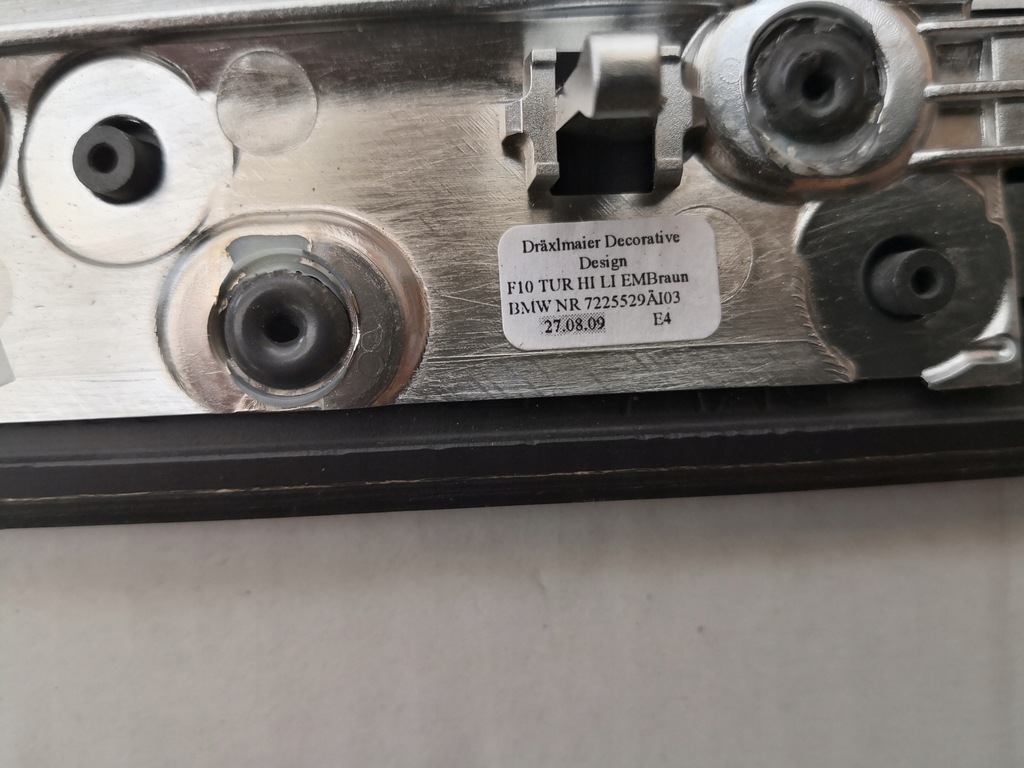 Dräxlmaier Decorative
Design
F10 TUR HI LI EMBraun
BMW NR 7225529ÄI03
27.08.09 E4